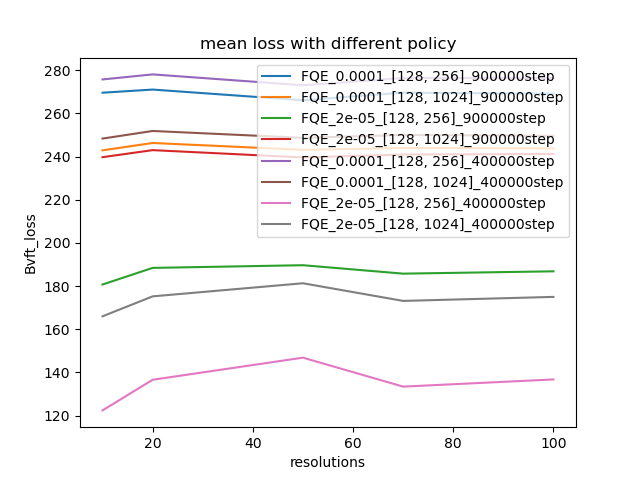 mean loss with different policy
280
260
240
220
200
180
160
140
120
Bvft_loss
FQE_0.0001_[128, 256]_900000step
FQE_0.0001_[128, 1024]_900000step
FQE_2e-05_[128, 256]_900000step
FQE_2e-05_[128, 1024]_900000step
FQE_0.0001_[128, 256]_400000step
FQE_0.0001_[128, 1024]_400000step
FQE_2e-05_[128, 256]_400000step
FQE_2e-05_[128, 1024]_400000step
20 40 60 80 100
resolutions